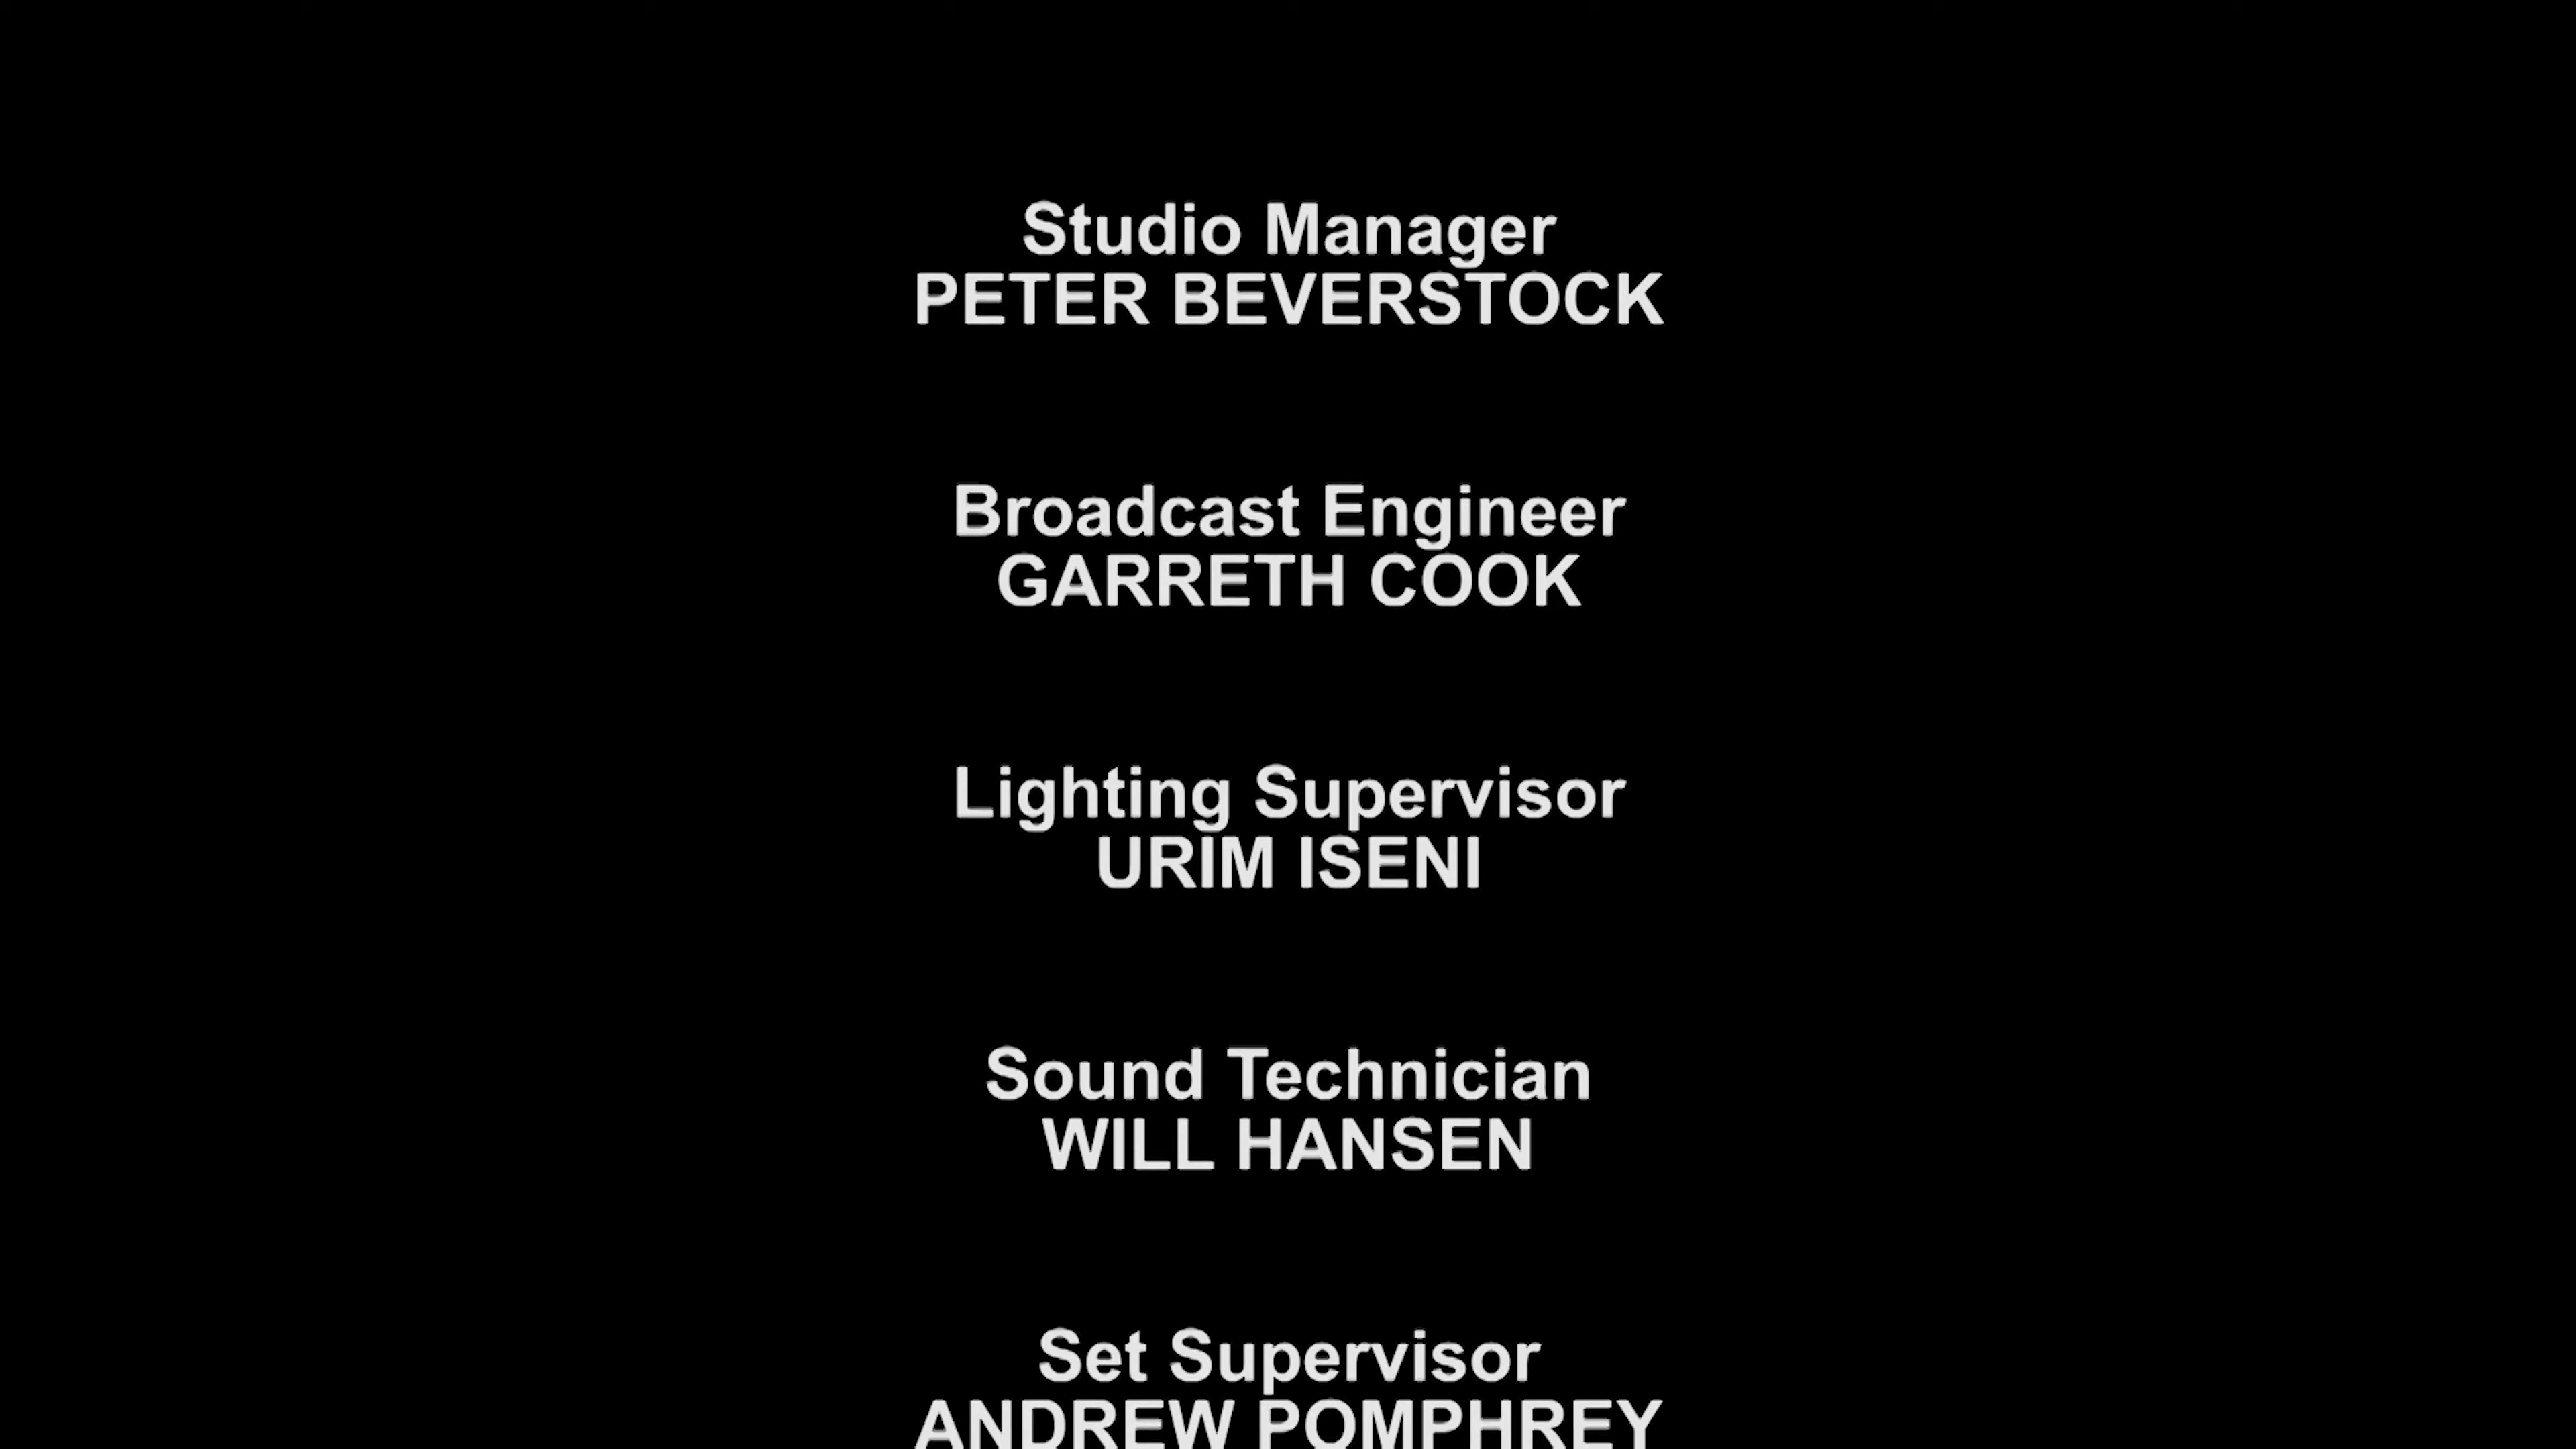 Studio Manager
PETER BEVERSTOCK
Broadcast Engineer
GARRETH COOK
Lighting Supervisor
URIM ISENI
Sound Technician
WILL HANSEN
Set Supervisor
ANDREW POMPHREY